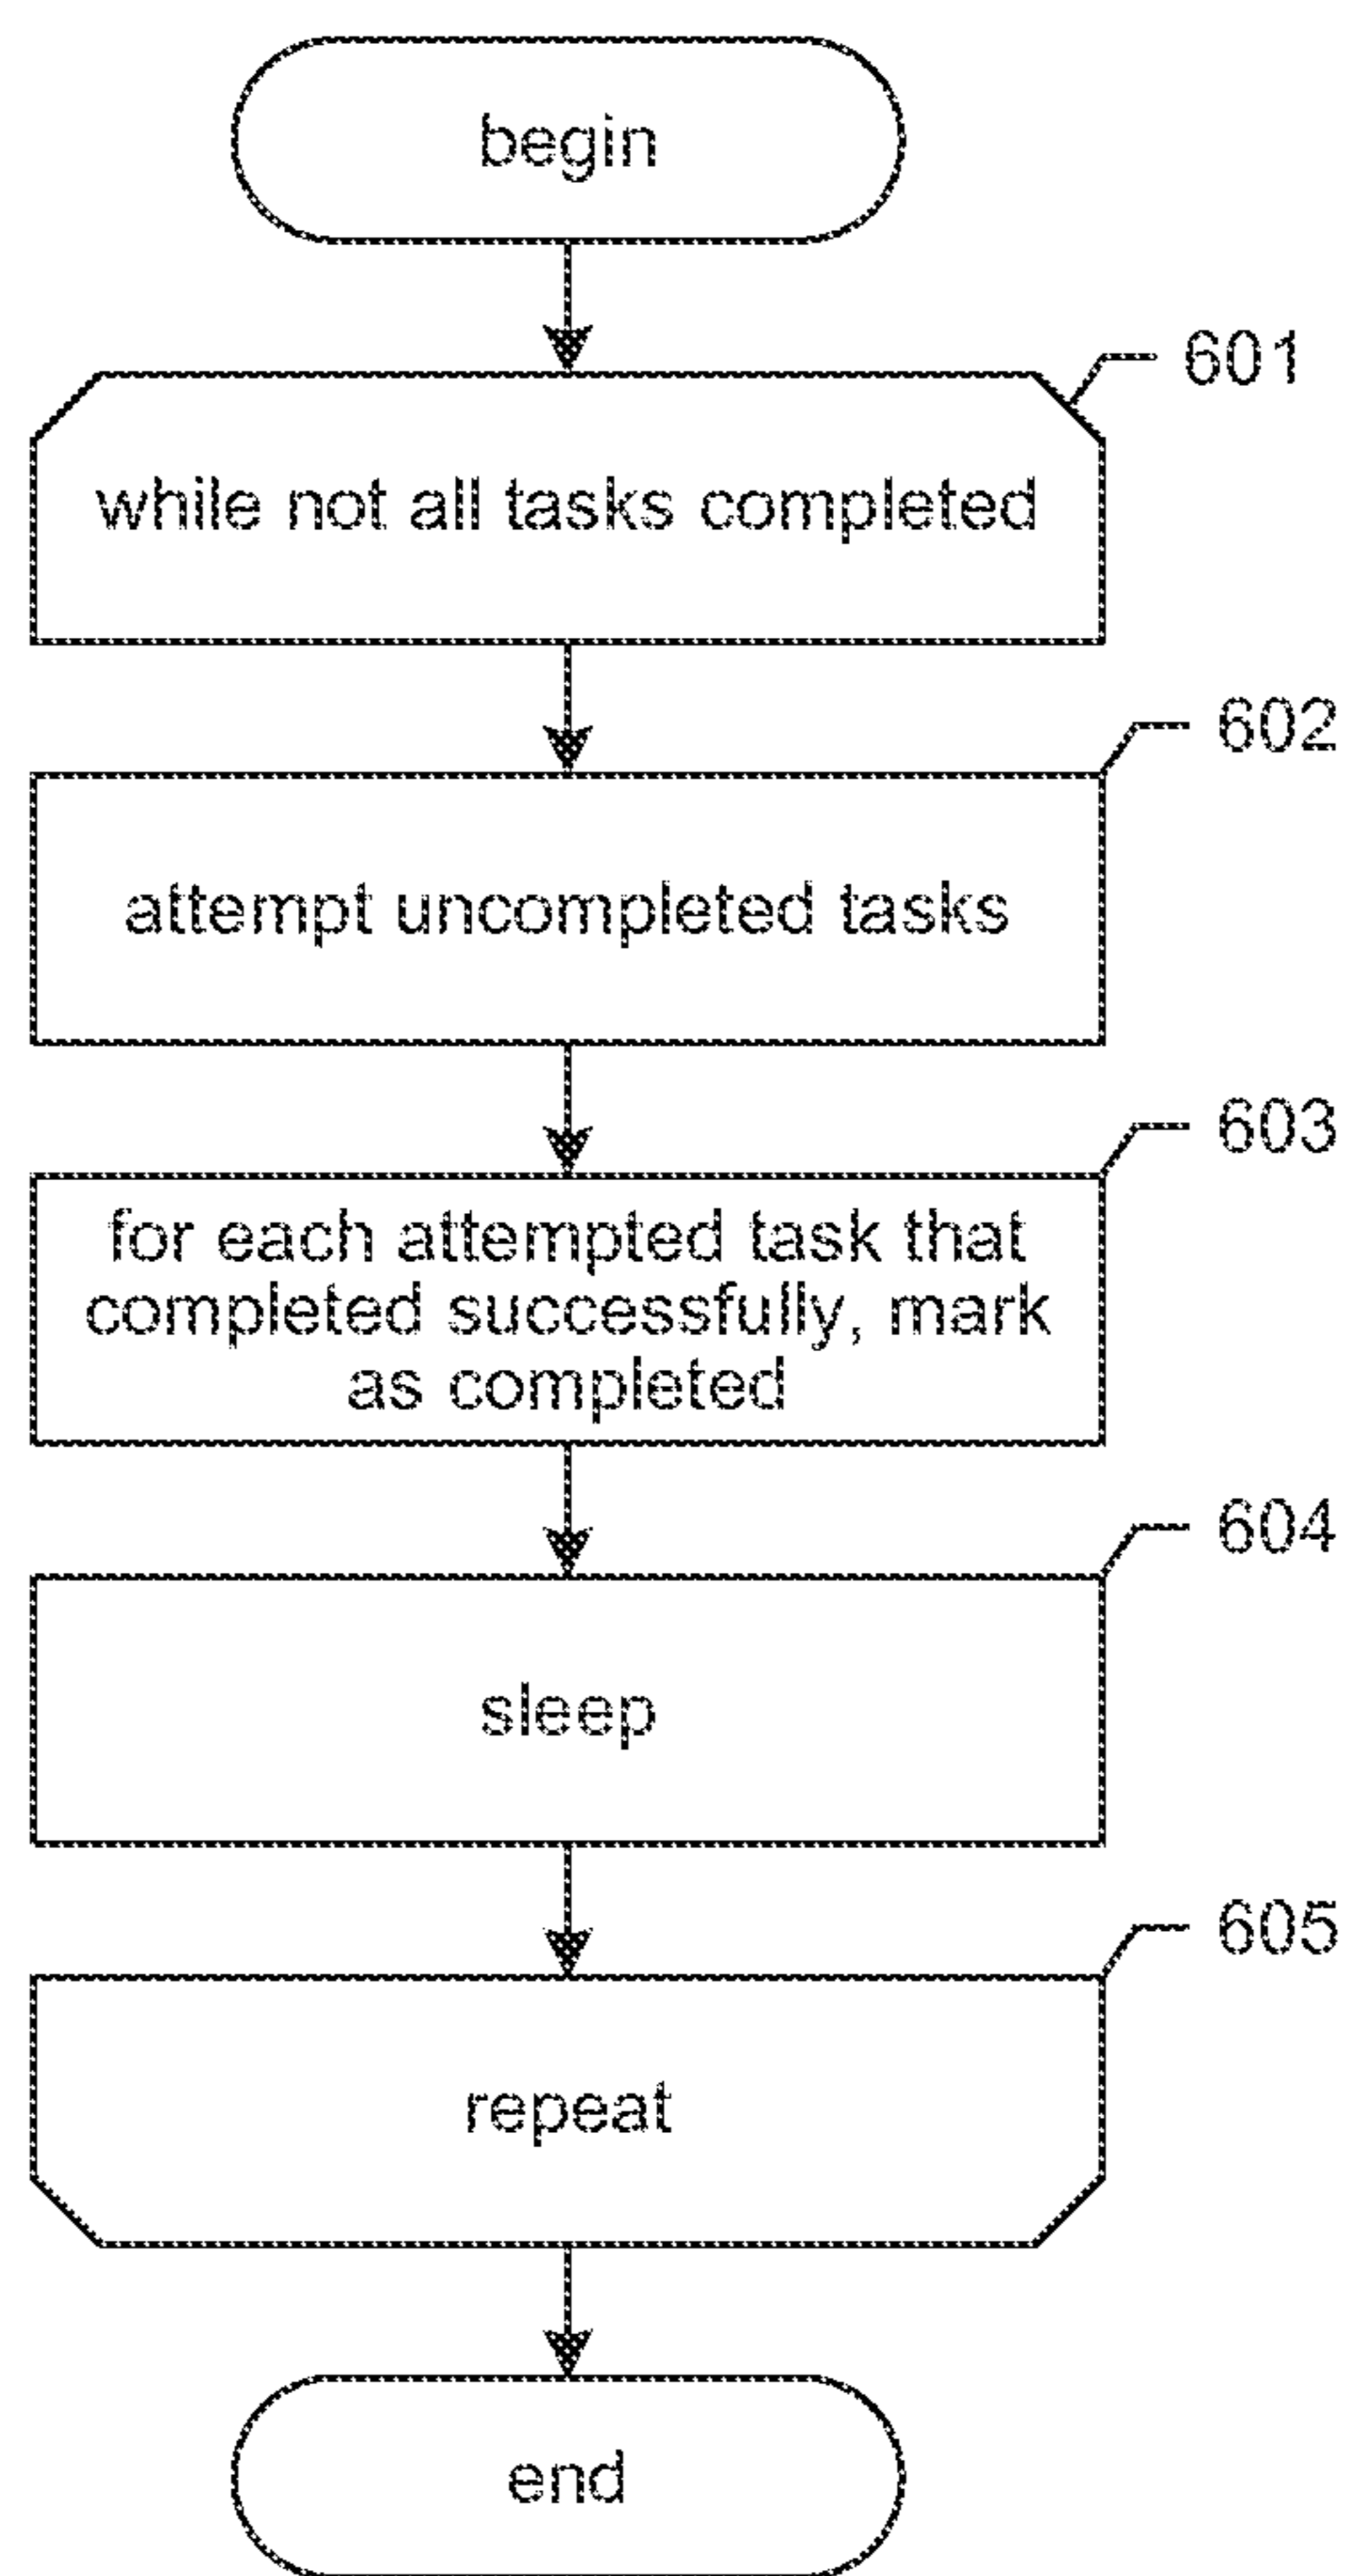 begin
601
while not all tasks completed
602
attempt uncompleted tasks
603
for each attempted task that
completed successfully, mark
as completed
604
sleep
605
repeat
end